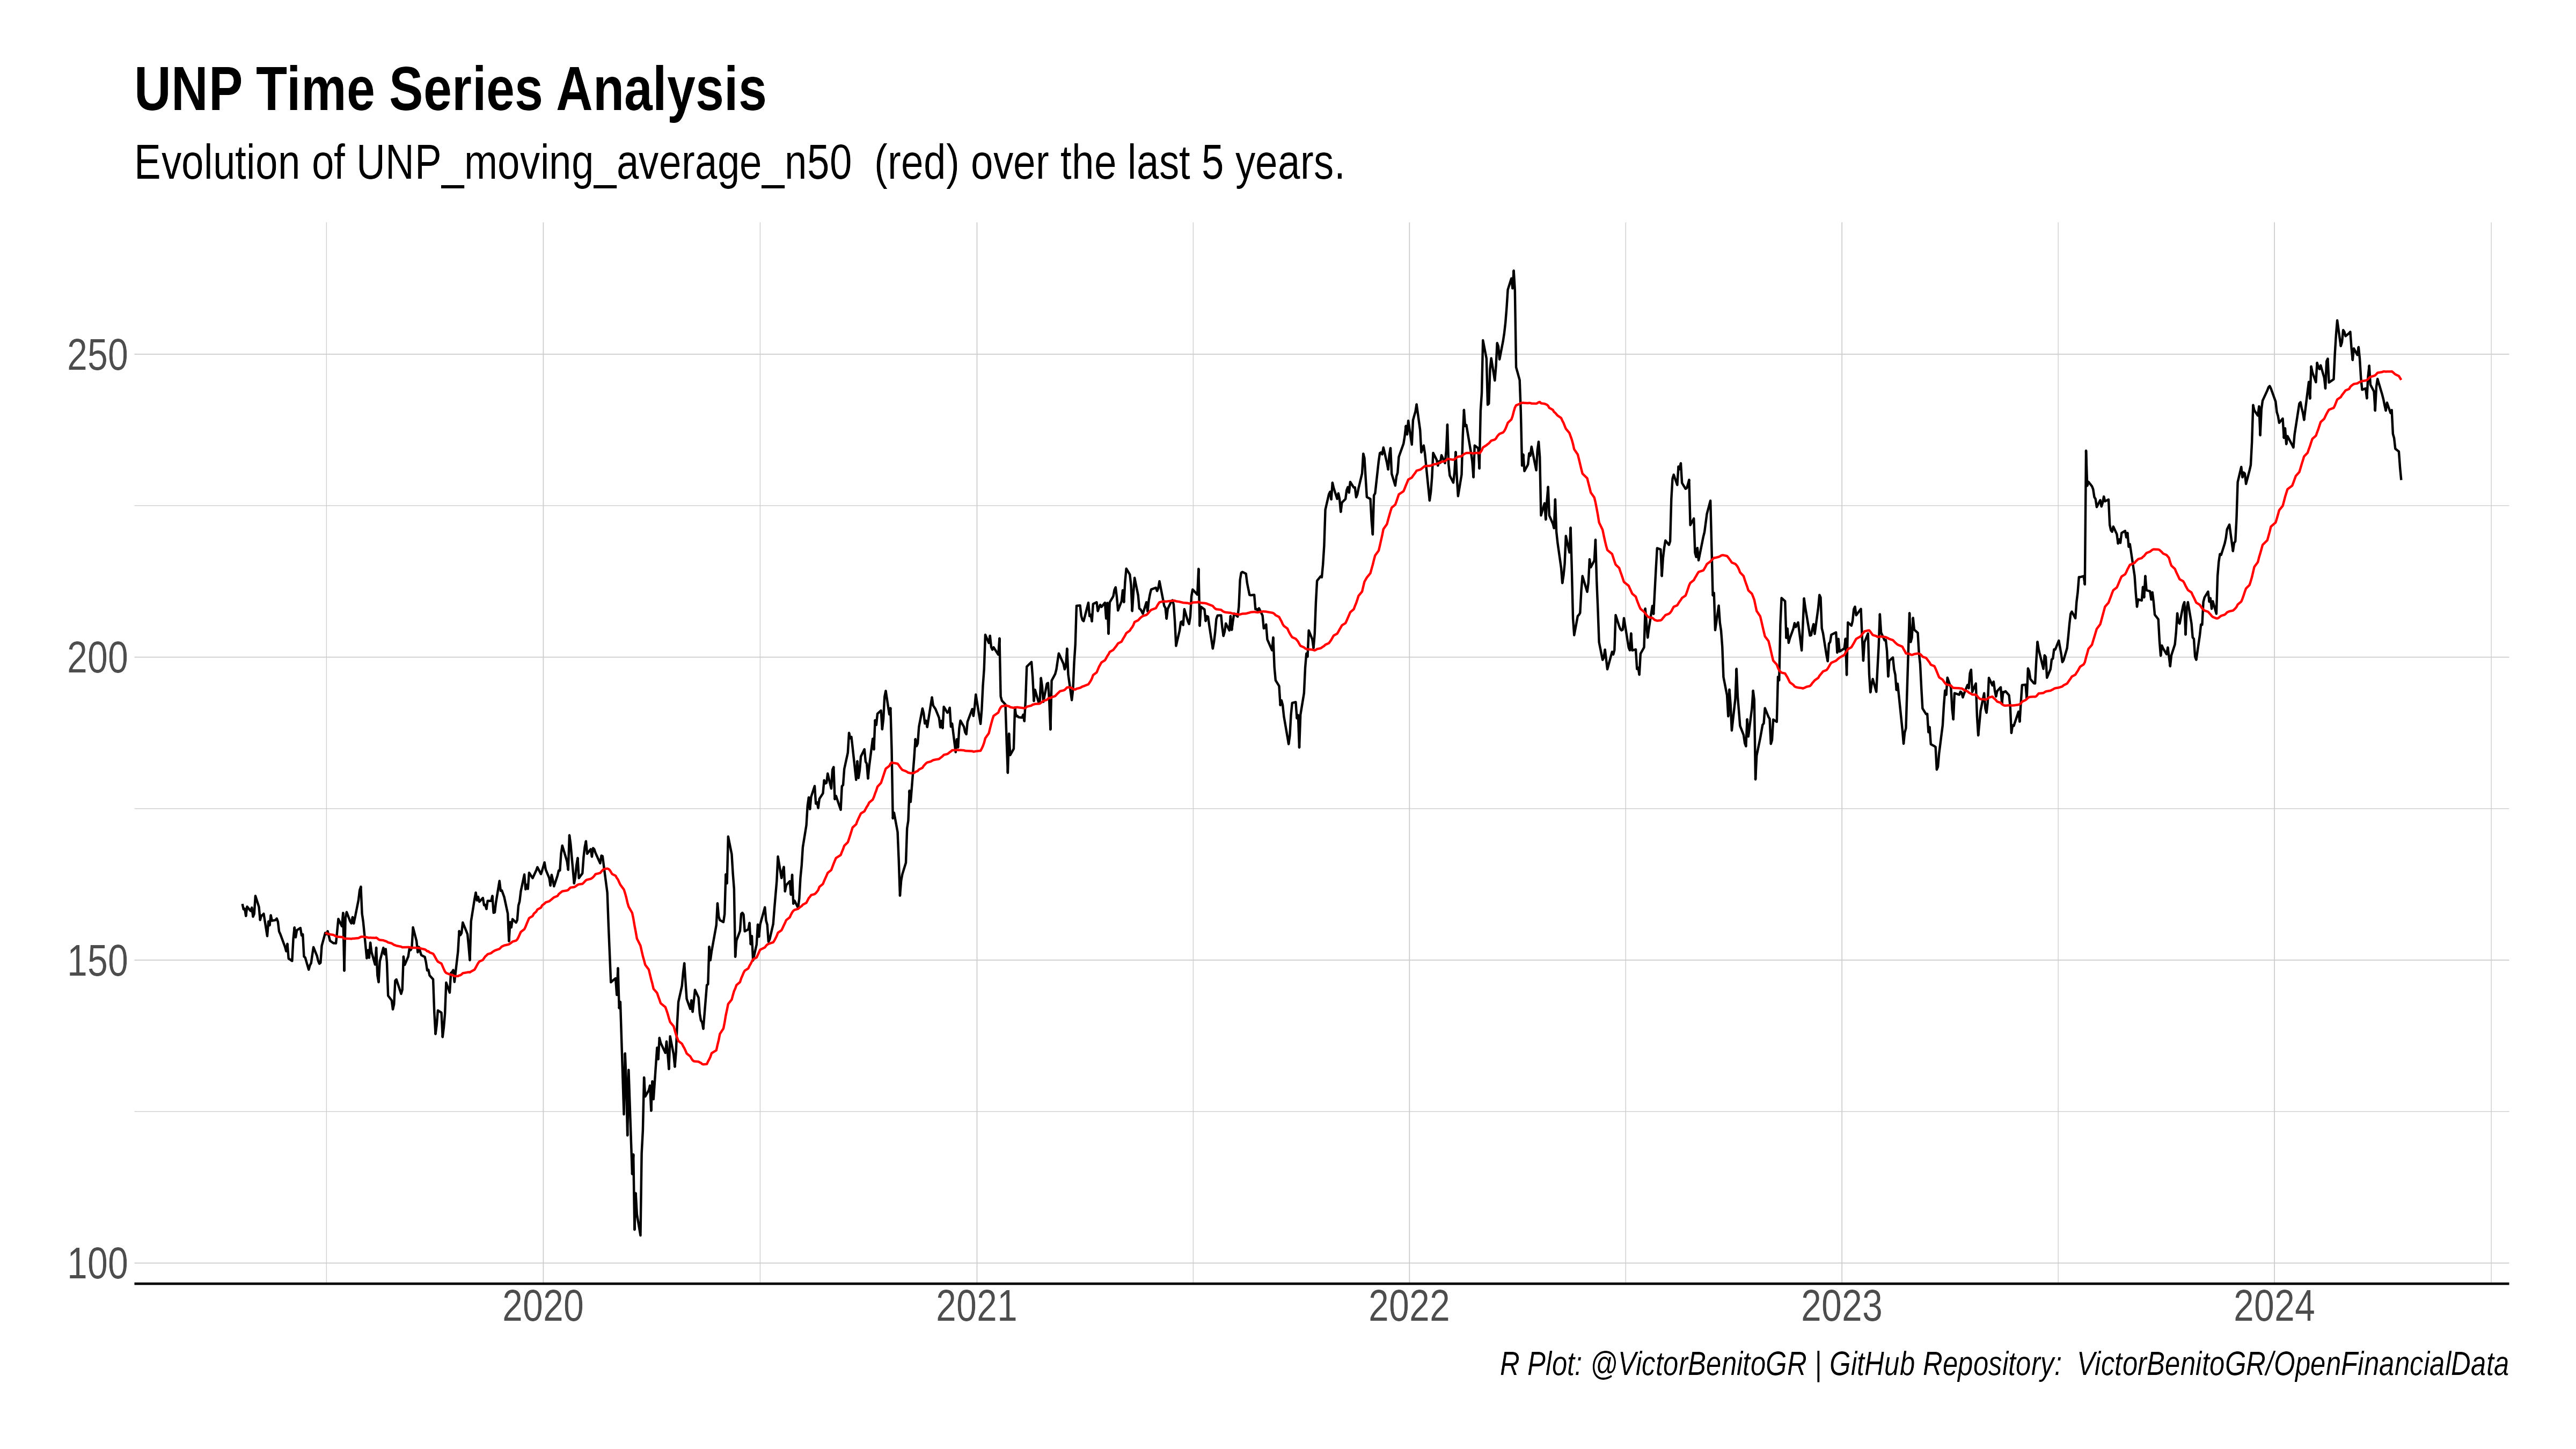 UNP Time Series Analysis
Evolution of UNP_moving_average_n50  (red) over the last 5 years.
250
200
150
100
2020 2021 2022 2023 2024
R Plot: @VictorBenitoGR | GitHub Repository:  VictorBenitoGR/OpenFinancialData